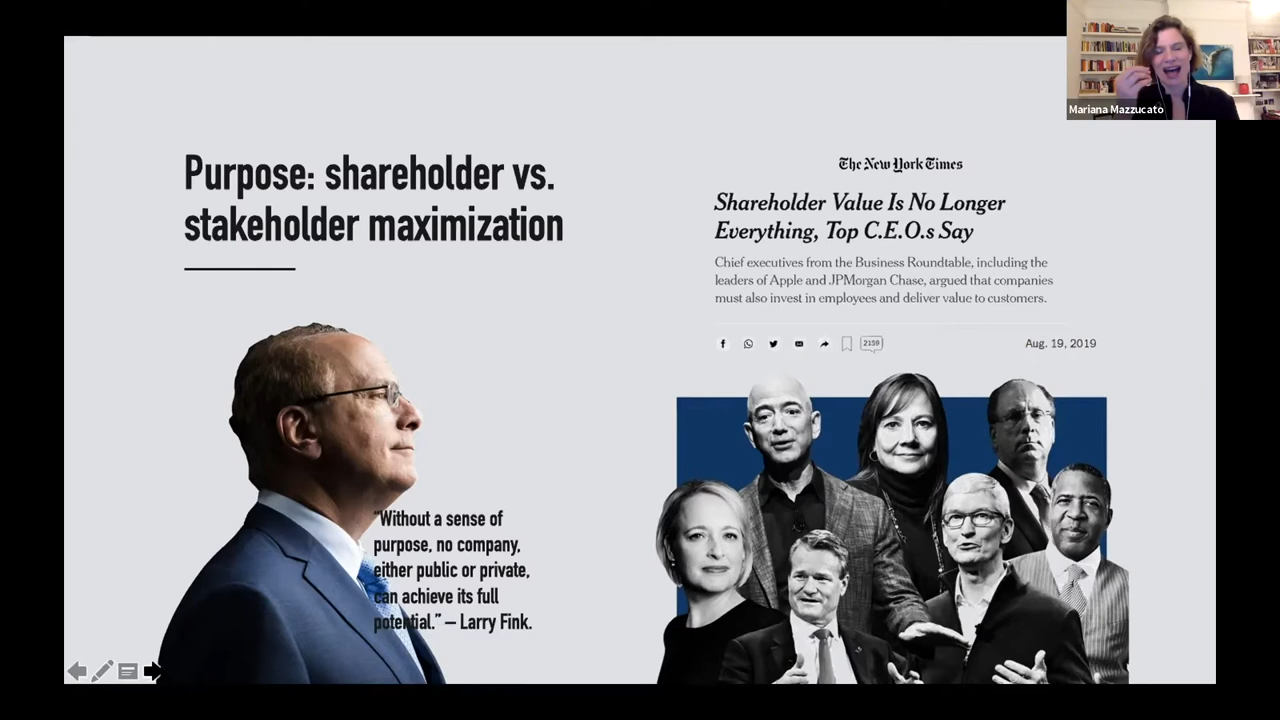 Mariana Mazzucato
Purpose: shareholder vs.
stakeholder maximization
“Without a sense of
purpose, no company,
either public or private,
can achieve its full
potential.” – Larry Fink.
The New York Times
Shareholder Value Is No Longer
Everything, Top C.E.O.s Say
Chief executives from the Business Roundtable, including the
leaders of Apple and JPMorgan Chase, argued that companies
must also invest in employees and deliver value to customers.
2159
Aug. 19, 2019